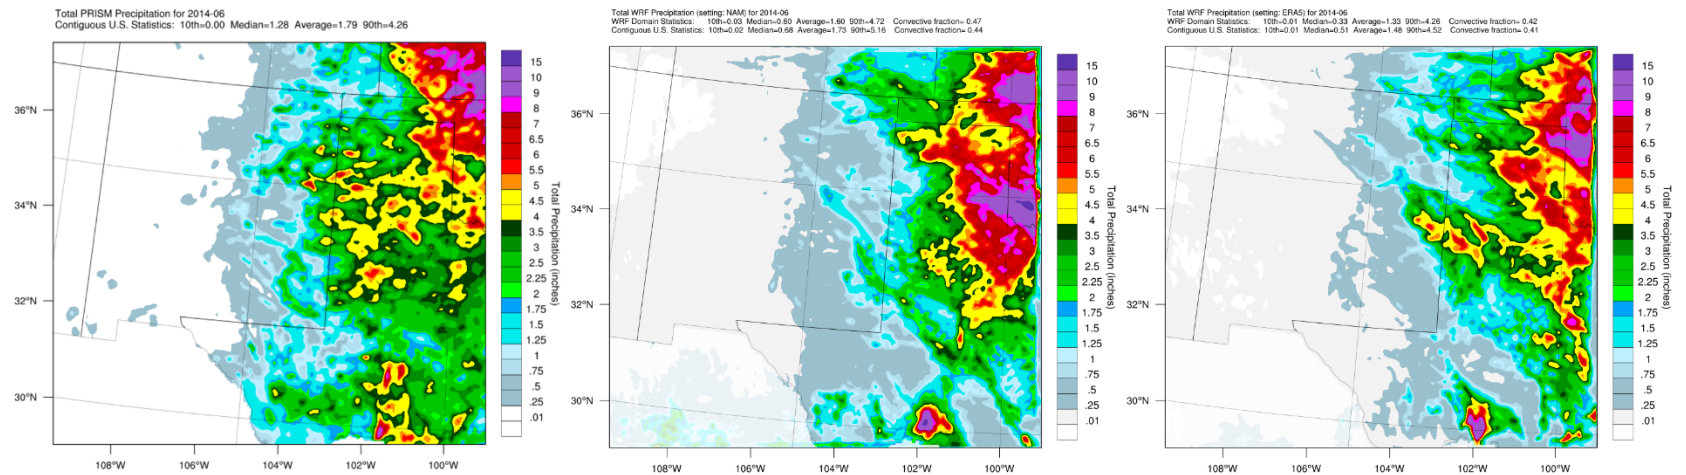 Total PRISM Precipitation for 2014-06
Contiguous U.S. Statistics: 10th=0.00 Median=1.28 Average=1.79 90th=4.26
36°N
34°N
32°N
30°N
108°W 106°W 104°W 102°W 100°W
15
10
9
8
7
6.5
6
5.5
5
4.5
4
3.5
3
2.5
2.25
2
1.75
1.5
1.25
1
.75
.5
.25
.01
Total Precipitation (inches)
Total WRF Precipitation (setting: NAM) for 2014-06
WRF Domain Statistics: 10th=0.03 Median=0.60 Average=1.60 90th=4.72 Convective fraction= 0.47
Contiguous U.S. Statistics: 10th=0.02 Median=0.68 Average=1.73 90th=5.16 Convective fraction= 0.44
36°N
34°N
32°N
30°N
108°W 106°W 104°W 102°W 100°W
15
10
9
8
7
6.5
6
5.5
5
4.5
4
3.5
3
2.5
2.25
2
1.75
1.5
1.25
1
.75
.5
.25
.01
Total Precipitation (inches)
Total WRF Precipitation (setting: ERA5) for 2014-06
WRF Domain Statistics: 10th=0.01 Median=0.33 Average=1.33 90th=4.26 Convective fraction= 0.42
Contiguous U.S. Statistics: 10th=0.01 Median=0.51 Average=1.48 90th=4.52 Convective fraction= 0.41
36°N
34°N
32°N
30°N
108°W 106°W 104°W 102°W 100°W
15
10
9
8
7
6.5
6
5.5
5
4.5
4
3.5
3
2.5
2.25
2
1.75
1.5
1.25
1
.75
.5
.25
.01
Total Precipitation (inches)